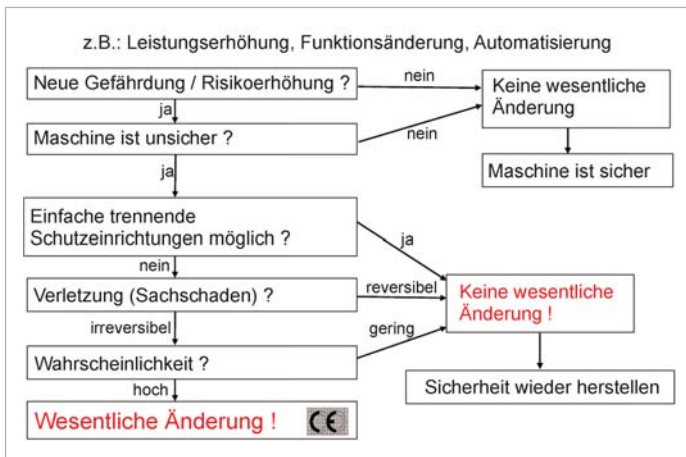 z.B.: Leistungserhöhung, Funktionsänderung, Automatisierung
Neue Gefährdung / Risikoerhöhung ?
nein
Keine wesentliche
Änderung
ja
Maschine ist unsicher ?
nein
Maschine ist sicher
ja
Einfache trennende
Schutzeinrichtungen möglich ?
ja
nein
Verletzung (Sachschaden) ?
reversibel
Keine wesentliche
Änderung !
irreversibel
gering
Wahrscheinlichkeit ?
Sicherheit wieder herstellen
hoch
Wesentliche Änderung ! CE